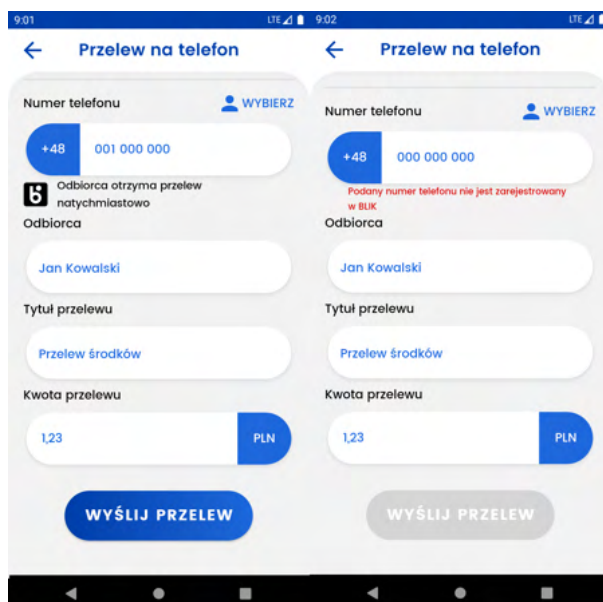 9:01
LTE
Przelew na telefon
Numer telefonu
WYBIERZ
+48
001 000 000
Odbiorca otrzyma przelew
natychmiastowo
Odbiorca
Jan Kowalski
Tytuł przelewu
Przelew środków
Kwota przelewu
1,23
PLN
WYŚLIJ PRZELEW
9:02
LTE
Przelew na telefon
Numer telefonu
WYBIERZ
+48
000 000 000
Podany numer telefonu nie jest zarejestrowany
w BLIK
Odbiorca
Jan Kowalski
Tytuł przelewu
Przelew środków
Kwota przelewu
1,23
PLN
WYŚLIJ PRZELEW